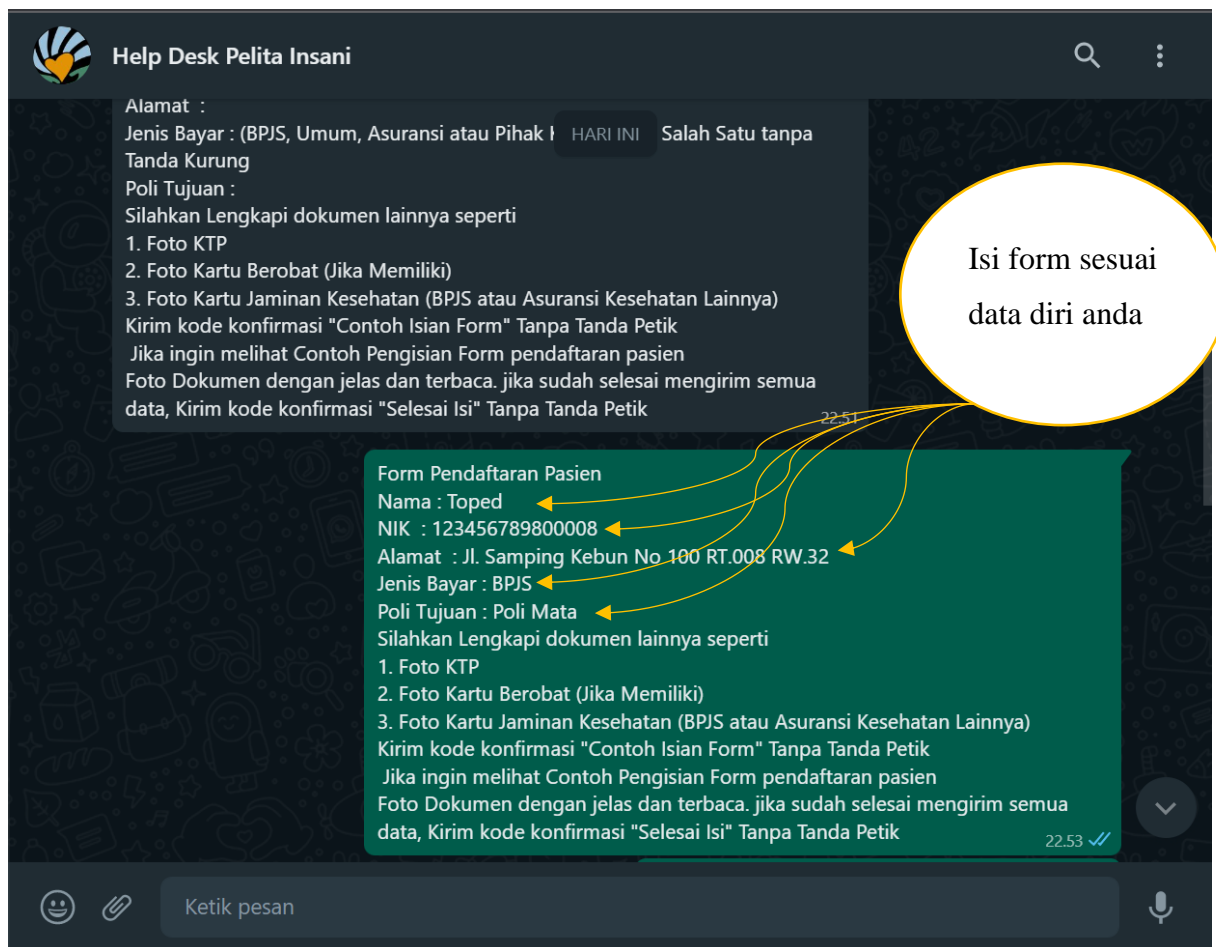 Help Desk Pelita Insani
Alamat :
Jenis Bayar : (BPJS, Umum, Asuransi atau Pihak HARI INI Salah Satu tanpa
Tanda Kurung
Poli Tujuan :
Silahkan Lengkapi dokumen lainnya seperti
1. Foto KTP
2. Foto Kartu Berobat (Jika Memiliki)
3. Foto Kartu Jaminan Kesehatan (BPJS atau Asuransi Kesehatan Lainnya)
Kirim kode konfirmasi "Contoh Isian Form" Tanpa Tanda Petik
Jika ingin melihat Contoh Pengisian Form pendaftaran pasien
Foto Dokumen dengan jelas dan terbaca. jika sudah selesai mengirim semua
data, Kirim kode konfirmasi "Selesai Isi" Tanpa Tanda Petik
22.51
Isi form sesuai
data diri anda
Form Pendaftaran Pasien
Nama : Toped
NIK : 123456789800008
Alamat : Jl. Samping Kebun No 100 RT.008 RW.32
Jenis Bayar : BPJS
Poli Tujuan : Poli Mata
Silahkan Lengkapi dokumen lainnya seperti
1. Foto KTP
2. Foto Kartu Berobat (Jika Memiliki)
3. Foto Kartu Jaminan Kesehatan (BPJS atau Asuransi Kesehatan Lainnya)
Kirim kode konfirmasi "Contoh Isian Form" Tanpa Tanda Petik
Jika ingin melihat Contoh Pengisian Form pendaftaran pasien
Foto Dokumen dengan jelas dan terbaca. jika sudah selesai mengirim semua
data, Kirim kode konfirmasi "Selesai Isi" Tanpa Tanda Petik
22.53
Ketik pesan